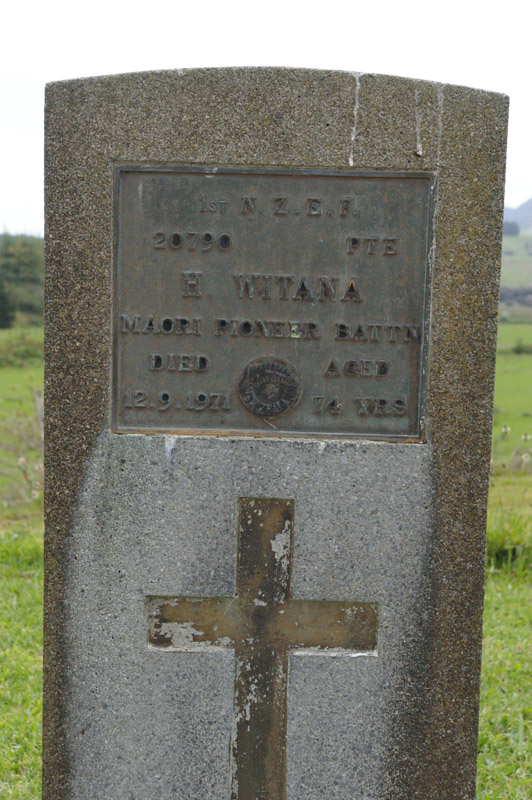 1ST N.Z.E.F.
20790 PTE
H WITANA
MAORI PIONEER BATTN
DIED AGED
12.9.1971 74 YRS